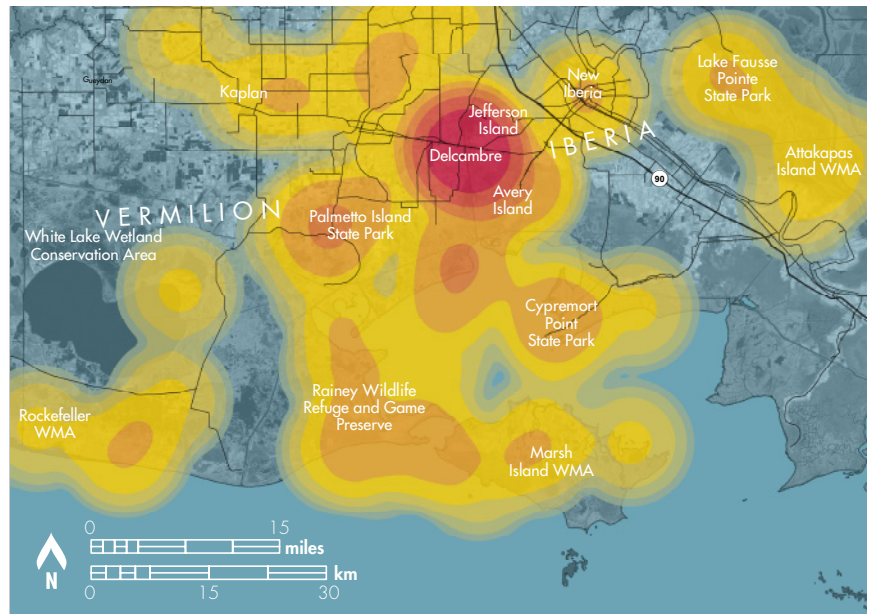 Gueydan
Kaplan
New
Iberia
Lake Fausse
Pointe
State Park
Jefferson
Island
Delcambre
IBERIA
Attakapas
Island WMA
90
Avery
Island
VERMILION
Palmetto Island
State Park
White Lake Wetland
Conservation Area
Cypremort
Point
State Park
Rainey Wildlife
Refuge and Game
Preserve
Rockefeller
WMA
Marsh
Island WMA
0 15
miles
km
0 15 30
N